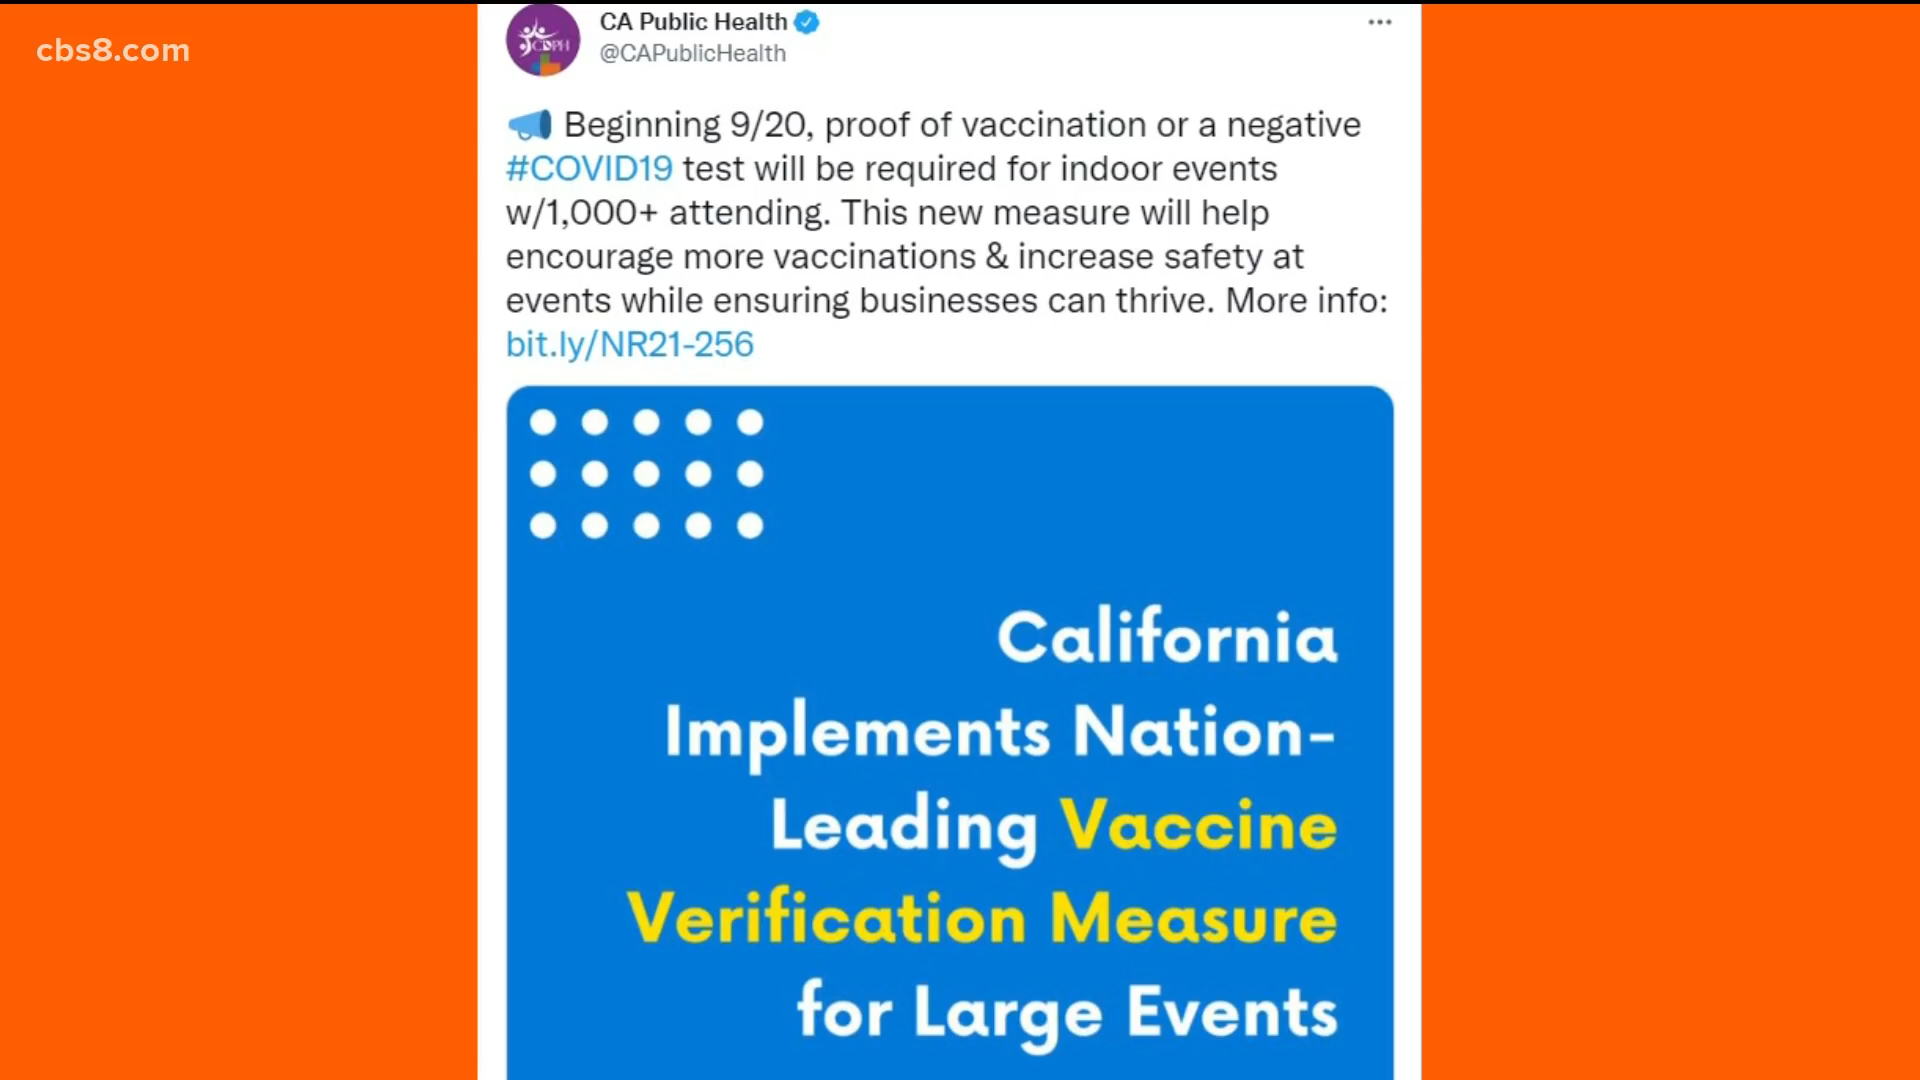 cbs8.com
CDPH
CA Public Health
@CAPublicHealth
Beginning 9/20, proof of vaccination or a negative
#COVID19 test will be required for indoor events
w/1,000+ attending. This new measure will help
encourage more vaccinations & increase safety at
events while ensuring businesses can thrive. More info:
bit.ly/NR21-256
California
Implements Nation-
Leading Vaccine
Verification Measure
for Large Events